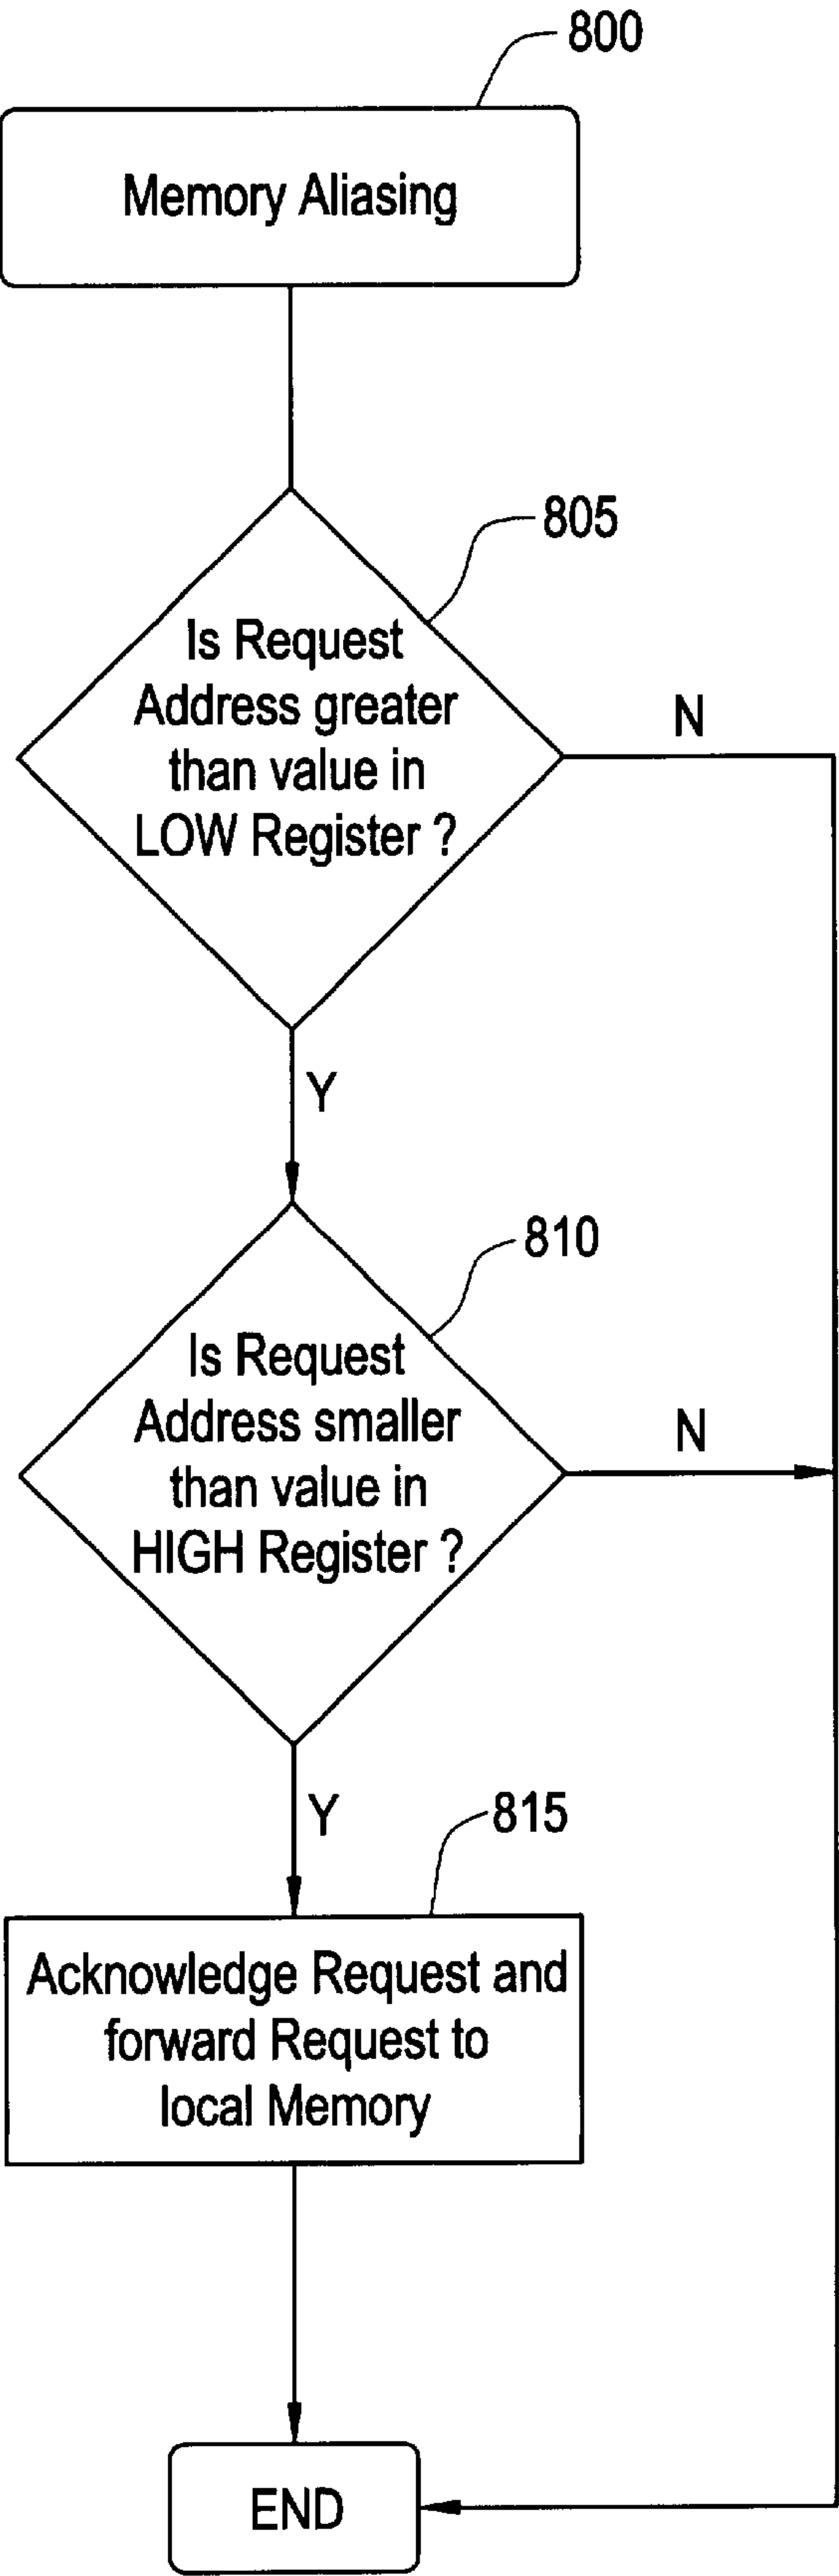 800
Memory Aliasing
805
Is Request
Address greater
than value in
LOW Register ?
N
Y
810
Is Request
Address smaller
than value in
HIGH Register ?
N
Y
815
Acknowledge Request and
forward Request to
local Memory
END